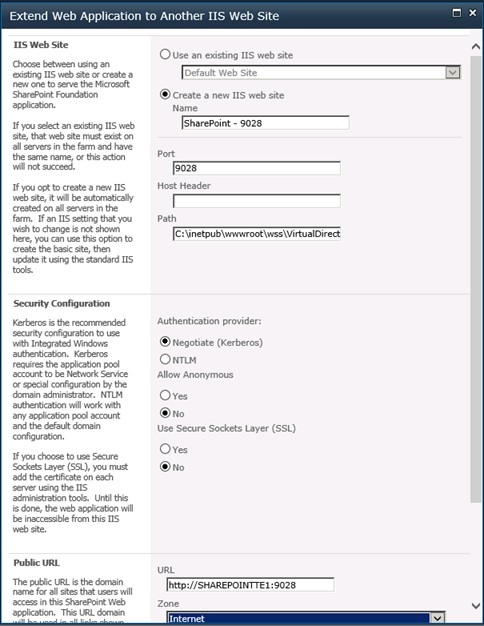 Extend Web Application to Another IIS Web Site
IIS Web Site
Choose between using an
existing IIS web site or create a
new one to serve the Microsoft
SharePoint Foundation
application.
If you select an existing IIS web
site, that web site must exist on
all servers in the farm and have
the same name, or this action
will not succeed.
If you opt to create a new IIS
web site, it will be automatically
created on all servers in the
farm. If an IIS setting that you
wish to change is not shown
here, you can use this option to
create the basic site, then
update it using the standard IIS
tools.
Use an existing IIS web site
Default Web Site
Create a new IIS web site
Name
SharePoint - 9028
Port
9028
Host Header
Path
C:\inetpub\wwwroot\wss\VirtualDirect
Security Configuration
Kerberos is the recommended
security configuration to use
with Integrated Windows
authentication. Kerberos
requires the application pool
account to be Network Service
or special configuration by the
domain administrator. NTLM
authentication will work with
any application pool account
and the default domain
configuration.
If you choose to use Secure
Sockets Layer (SSL), you must
add the certificate on each
server using the IIS
administration tools. Until this
is done, the web application will
be inaccessible from this IIS
web site.
Authentication provider:
Negotiate (Kerberos)
NTLM
Allow Anonymous
Yes
No
Use Secure Sockets Layer (SSL)
Yes
No
Public URL
The public URL is the domain
name for all sites that users will
access in this SharePoint Web
application. This URL domain
will be used in all links shown
URL
http://SHAREPOINTTE1:9028
Zone
Internet